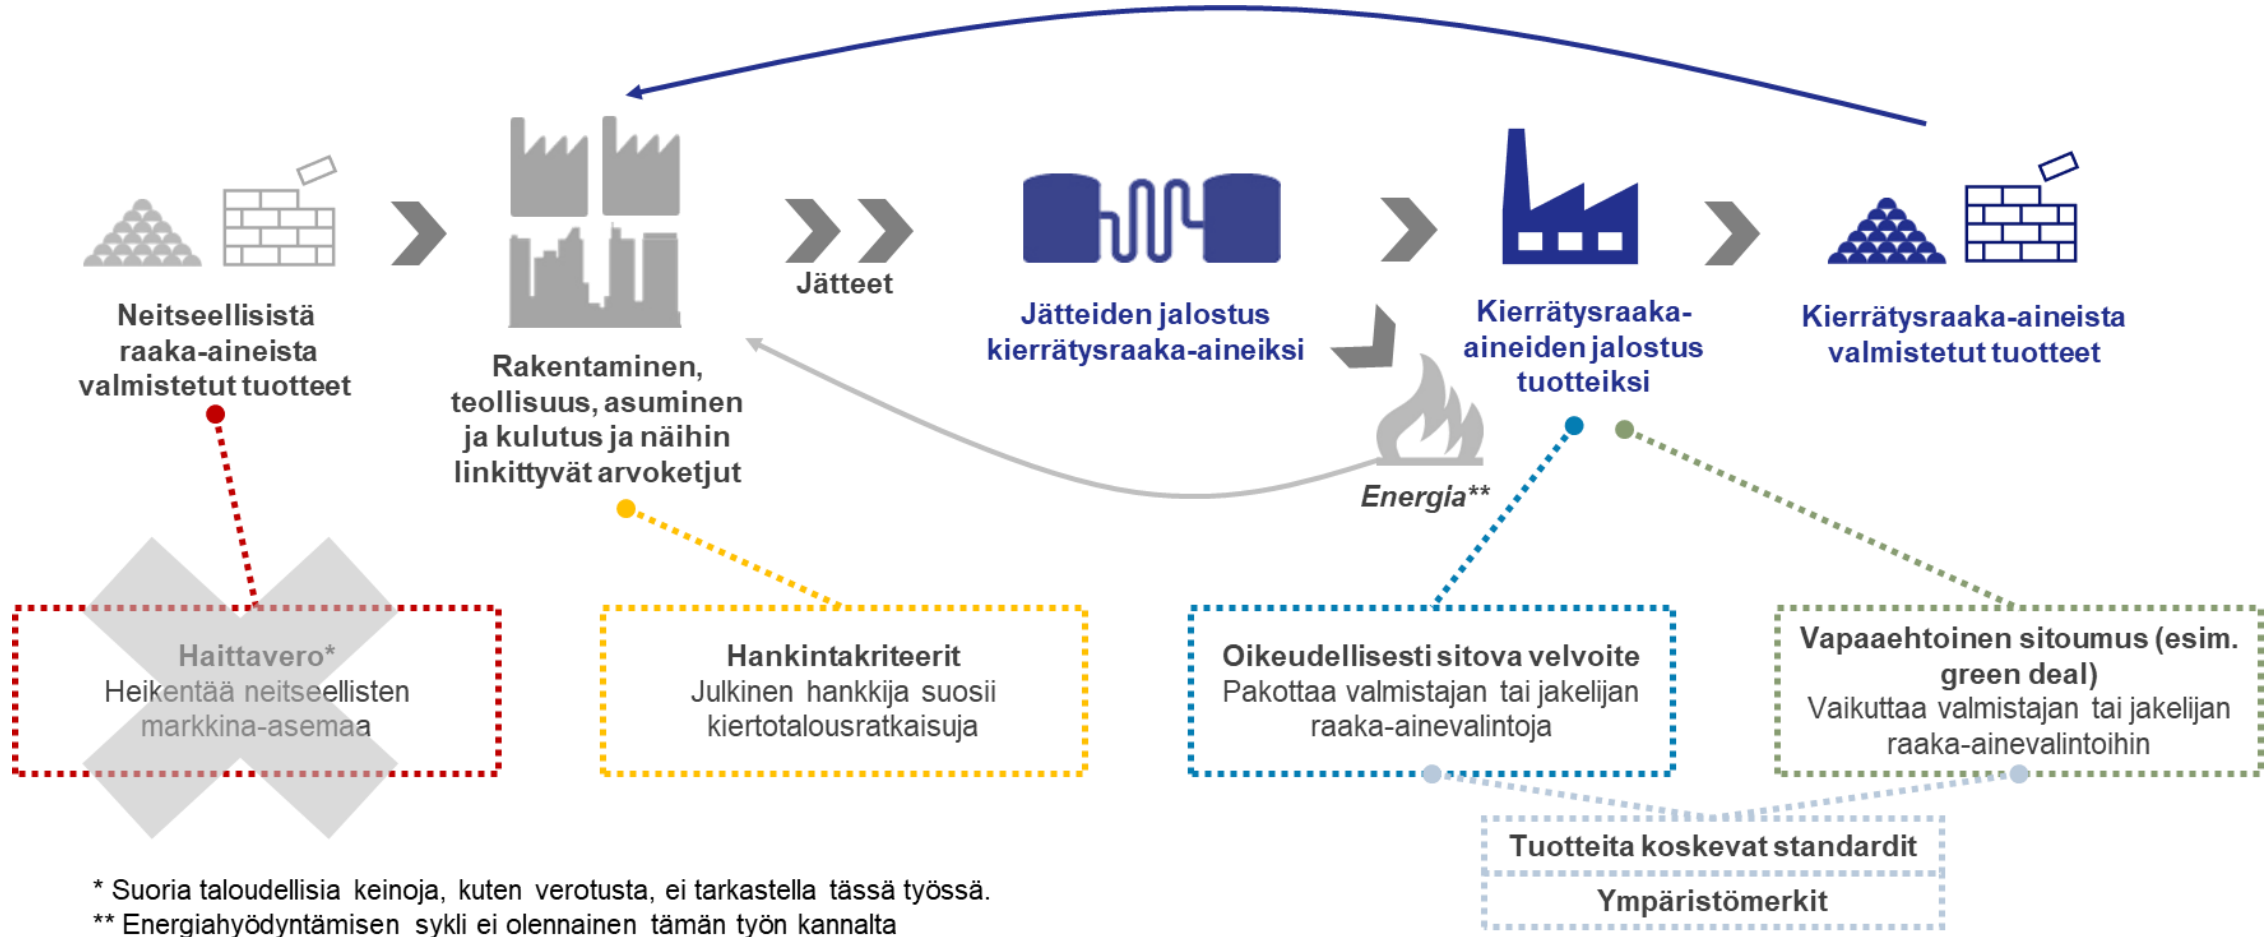 Neitseellisistä
raaka-aineista
valmistetut tuotteet
Rakentaminen,
teollisuus, asuminen
ja kulutus ja näihin
linkittyvät arvoketjut
Jätteet
Jätteiden jalostus
kierrätysraaka-aineiksi
Energia**
Kierrätysraaka-
aineiden jalostus
tuotteiksi
Kierrätysraaka-aineista
valmistetut tuotteet
Haittavero*
Heikentää neitseellisten
markkina-asemaa
Hankintakriteerit
Julkinen hankkija suosii
kiertotalousratkaisuja
Oikeudellisesti sitova velvoite
Pakottaa valmistajan tai jakelijan
raaka-ainevalintoja
Vapaaehtoinen sitoumus (esim.
green deal)
Vaikuttaa valmistajan tai jakelijan
raaka-ainevalintoihin
Tuotteita koskevat standardit
Ympäristömerkit
* Suoria taloudellisia keinoja, kuten verotusta, ei tarkastella tässä työssä.
** Energiahyödyntämisen sykli ei olennainen tämän työn kannalta